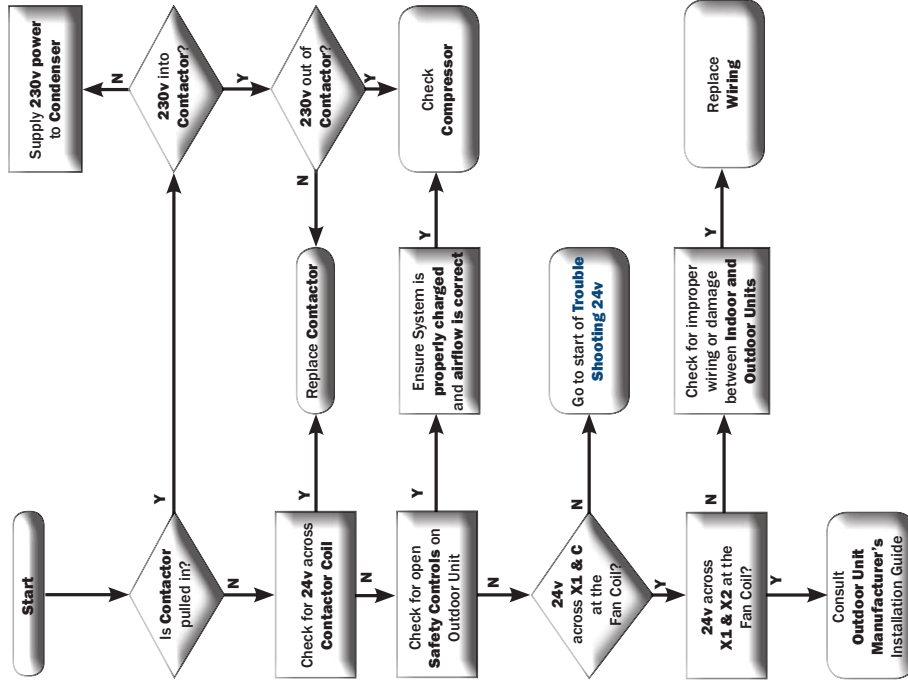 Start
Is Contactor
pulled in?
Y
N
230v into
Contactor?
N
Supply 230v power
to Condenser
Y
230v out of
Contactor?
N
Y
Check for 24v across
Contactor Coil
Y
Replace Contactor
N
Check for open
Safety Controls on
Outdoor Unit
Y
Ensure System is
properly charged
and airflow is correct
Y
Check
Compressor
N
24v
across X1 & C
at the
Fan Coil?
N
Go to start of Trouble
Shooting 24v
Y
24v across
X1 & X2 at the
Fan Coil?
N
Check for improper
wiring or damage
between Indoor and
Outdoor Units
Y
Replace
Wiring
Y
Consult
Outdoor Unit
Manufacturer's
Installation Guide